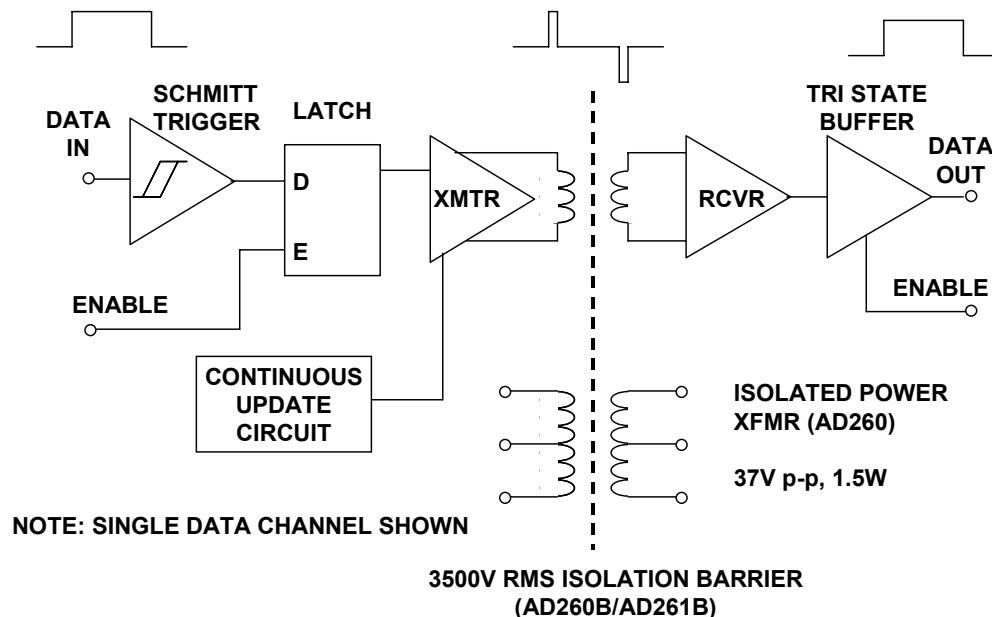 SCHMITT
TRIGGER
LATCH
TRI STATE
BUFFER
DATA
IN
DATA
OUT
D
XMTR
RCVR
E
ENABLE
ENABLE
CONTINUOUS
UPDATE
CIRCUIT
ISOLATED POWER
XFMR (AD260)
37V p-p, 1.5W
NOTE: SINGLE DATA CHANNEL SHOWN
3500V RMS ISOLATION BARRIER
(AD260B/AD261B)